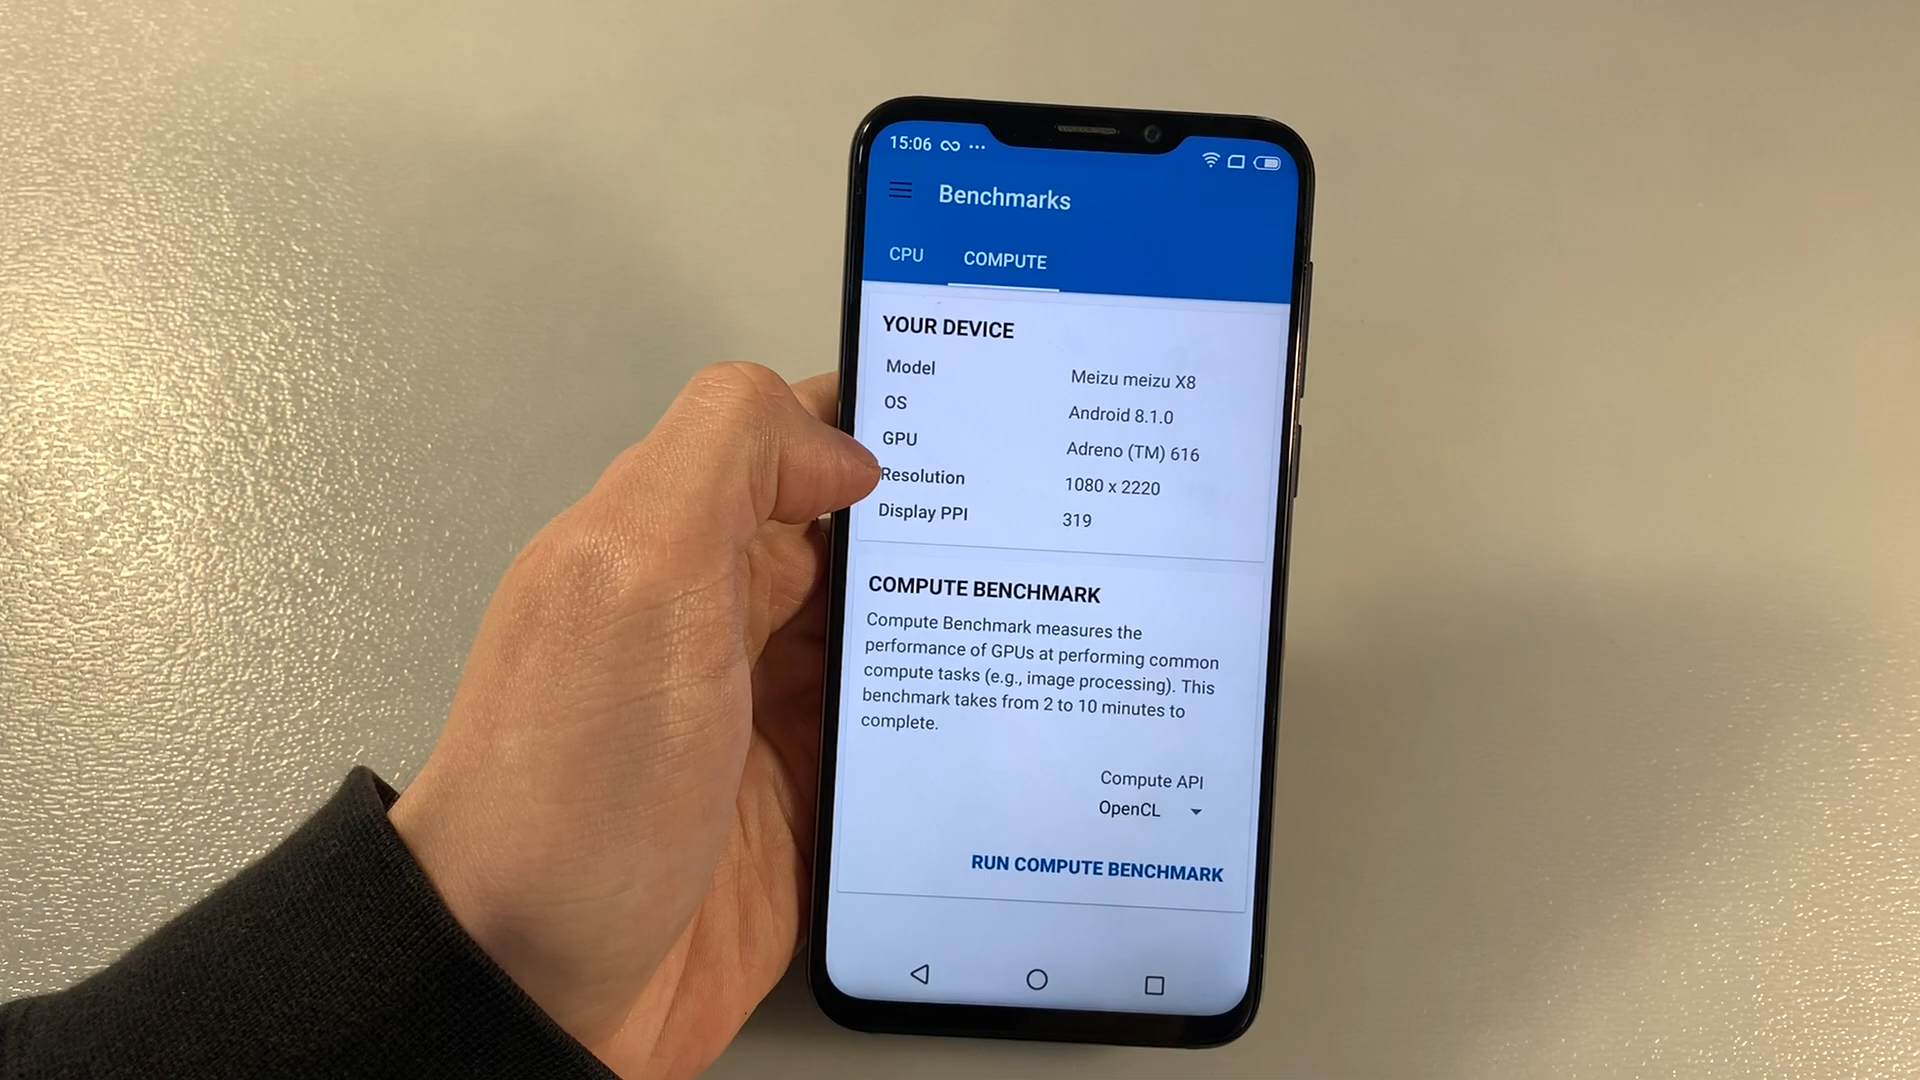 15:06
Benchmarks
CPU COMPUTE
YOUR DEVICE
Model Meizu meizu X8
OS Android 8.1.0
GPU Adreno (TM) 616
Resolution 1080 x 2220
Display PPI 319
COMPUTE BENCHMARK
Compute Benchmark measures the
performance of GPUs at performing common
compute tasks (e.g., image processing). This
benchmark takes from 2 to 10 minutes to
complete.
Compute API
OpenCL
RUN COMPUTE BENCHMARK